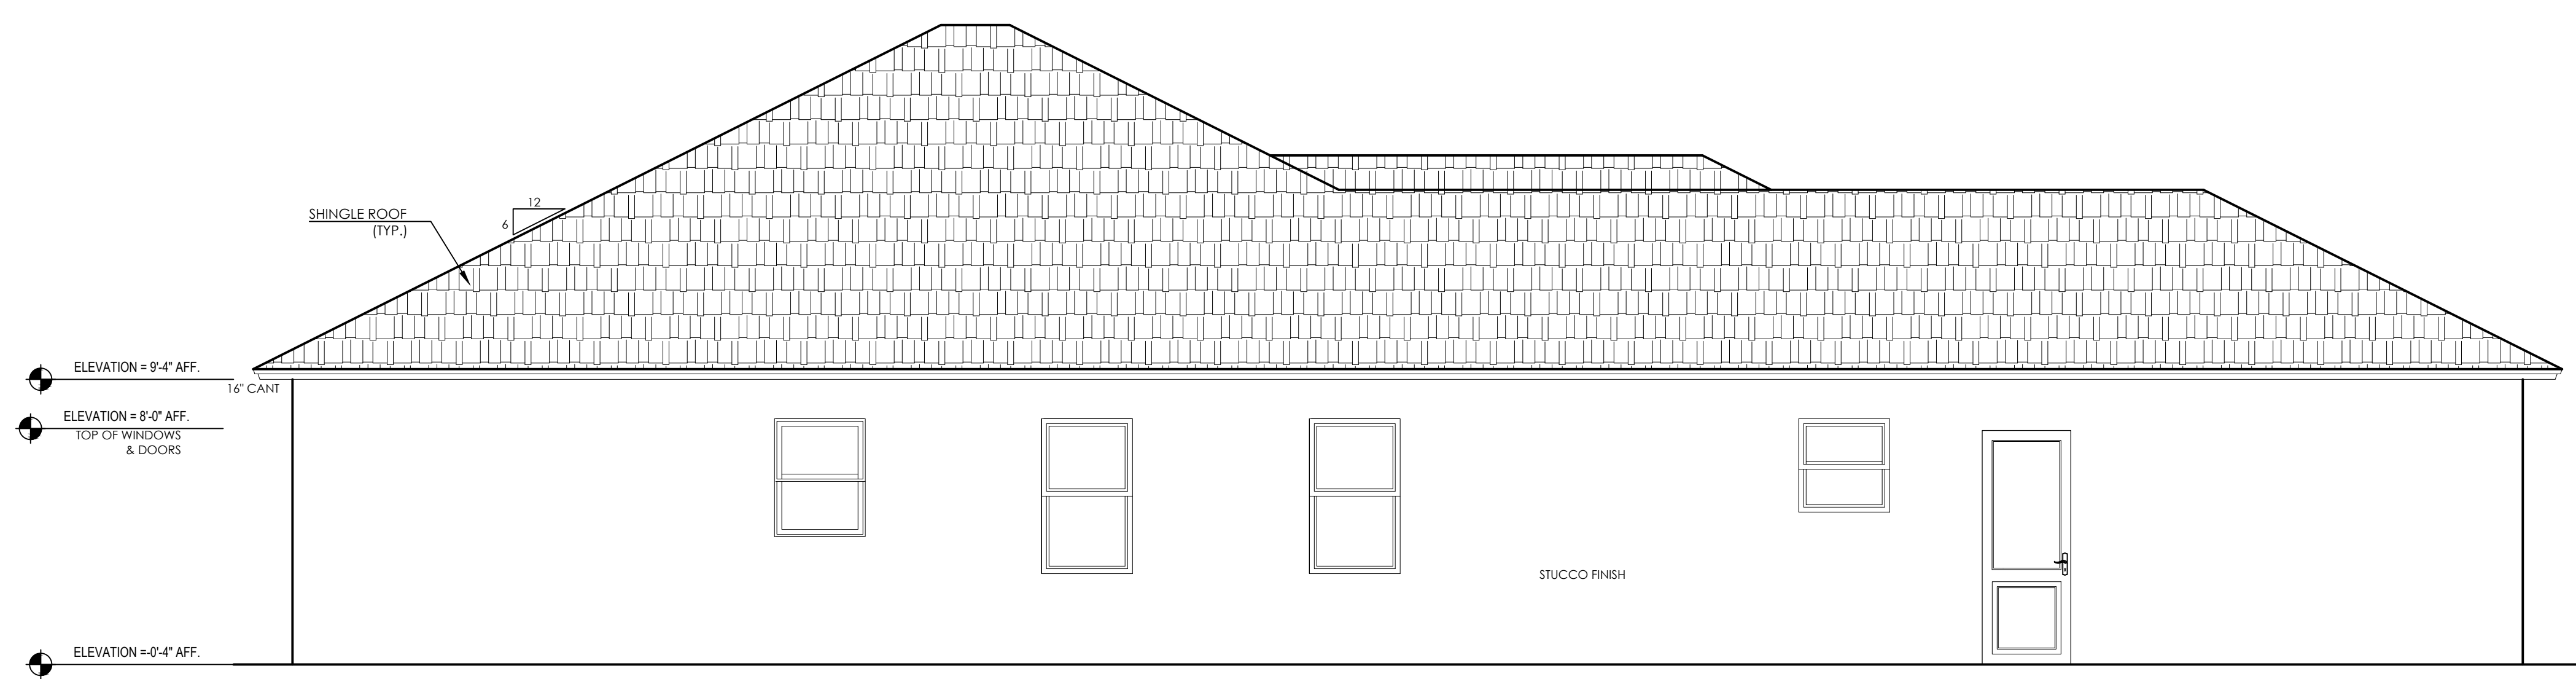 12
6
SHINGLE ROOF
(TYP.)
ELEVATION = 9'-4" AFF.
16" CANT
ELEVATION = 8'-0" AFF.
TOP OF WINDOWS
& DOORS
STUCCO FINISH
ELEVATION =-0'-4" AFF.